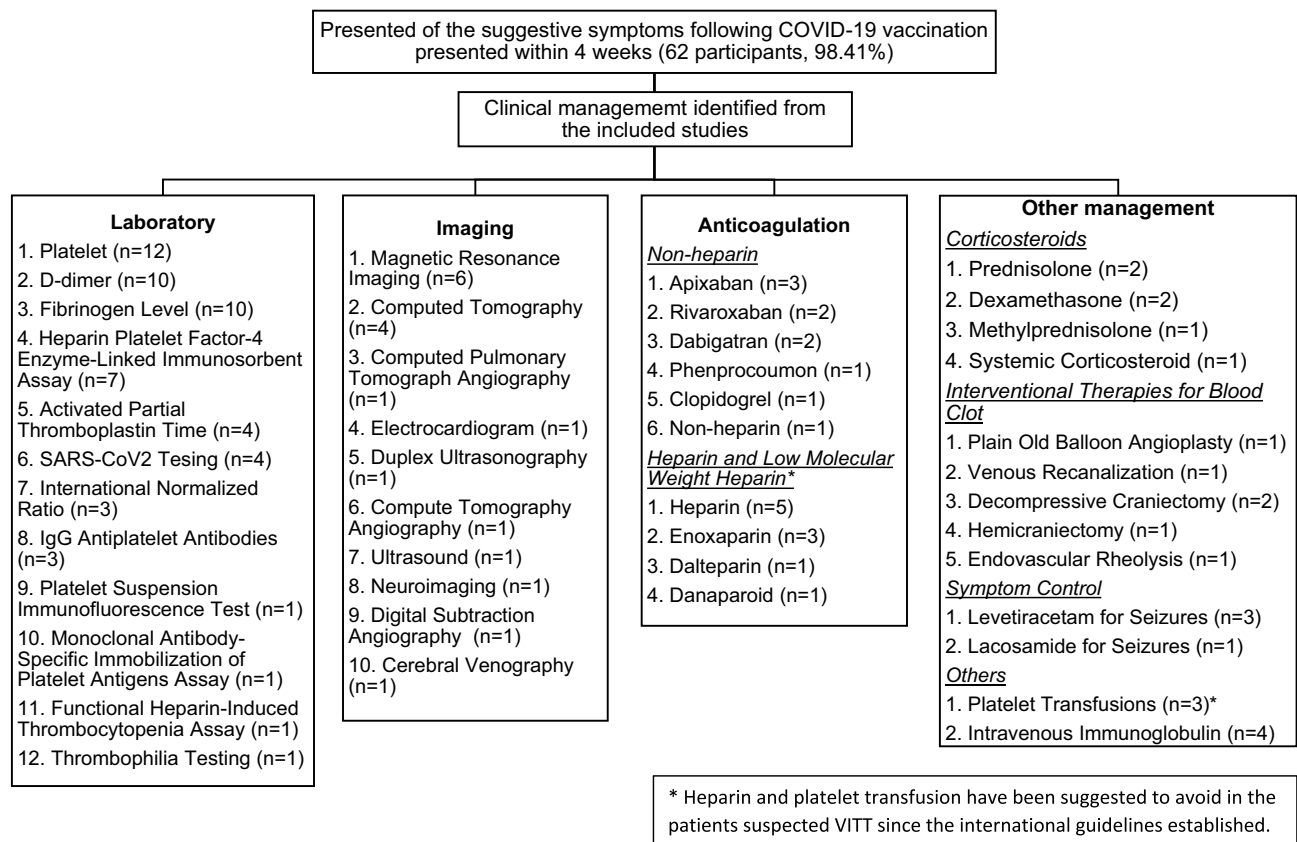 Presented of the suggestive symptoms following COVID-19 vaccination
presented within 4 weeks (62 participants, 98.41%)
Clinical managememt identified from
the included studies
Laboratory
1. Platelet (n=12)
2. D-dimer (n=10)
3. Fibrinogen Level (n=10)
4. Heparin Platelet Factor-4
Enzyme-Linked Immunosorbent
Assay (n=7)
5. Activated Partial
Thromboplastin Time (n=4)
6. SARS-CoV2 Tesing (n=4)
7. International Normalized
Ratio (n=3)
8. IgG Antiplatelet Antibodies
(n=3)
9. Platelet Suspension
Immunofluorescence Test (n=1)
10. Monoclonal Antibody-
Specific Immobilization of
Platelet Antigens Assay (n=1)
11. Functional Heparin-Induced
Thrombocytopenia Assay (n=1)
12. Thrombophilia Testing (n=1)
Imaging
1. Magnetic Resonance
Imaging (n=6)
2. Computed Tomography
(n=4)
3. Computed Pulmonary
Tomograph Angiography
(n=1)
4. Electrocardiogram (n=1)
5. Duplex Ultrasonography
(n=1)
6. Compute Tomography
Angiography (n=1)
7. Ultrasound (n=1)
8. Neuroimaging (n=1)
9. Digital Subtraction
Angiography (n=1)
10. Cerebral Venography
(n=1)
Anticoagulation
Non-heparin
1. Apixaban (n=3)
2. Rivaroxaban (n=2)
3. Dabigatran (n=2)
4. Phenprocoumon (n=1)
5. Clopidogrel (n=1)
6. Non-heparin (n=1)
Heparin and Low Molecular
Weight Heparin*
1. Heparin (n=5)
2. Enoxaparin (n=3)
3. Dalteparin (n=1)
4. Danaparoid (n=1)
Other management
Corticosteroids
1. Prednisolone (n=2)
2. Dexamethasone (n=2)
3. Methylprednisolone (n=1)
4. Systemic Corticosteroid (n=1)
Interventional Therapies for Blood
Clot
1. Plain Old Balloon Angioplasty (n=1)
2. Venous Recanalization (n=1)
3. Decompressive Craniectomy (n=2)
4. Hemicraniectomy (n=1)
5. Endovascular Rheolysis (n=1)
Symptom Control
1. Levetiracetam for Seizures (n=3)
2. Lacosamide for Seizures (n=1)
Others
1. Platelet Transfusions (n=3)*
2. Intravenous Immunoglobulin (n=4)
* Heparin and platelet transfusion have been suggested to avoid in the
patients suspected VITT since the international guidelines established.